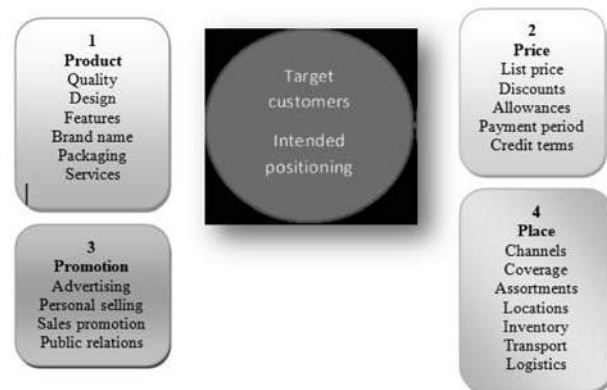 1
Product
Quality
Design
Features
Brand name
Packaging
Services
Target
customers
Intended
positioning
2
Price
List price
Discounts
Allowances
Payment period
Credit terms
3
Promotion
Advertising
Personal selling
Sales promotion
Public relations
4
Place
Channels
Coverage
Assortments
Locations
Inventory
Transport
Logistics